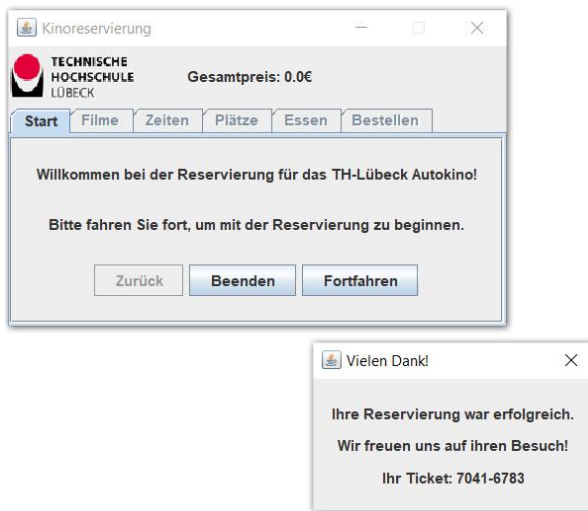 Kinoreservierung
TECHNISCHE
HOCHSCHULE
LÜBECK
Gesamtpreis: 0.0€
Start Filme Zeiten Plätze Essen Bestellen
Willkommen bei der Reservierung für das TH-Lübeck Autokino!
Bitte fahren Sie fort, um mit der Reservierung zu beginnen.
Zurück Beenden Fortfahren
Vielen Dank!
Ihre Reservierung war erfolgreich.
Wir freuen uns auf ihren Besuch!
Ihr Ticket: 7041-6783